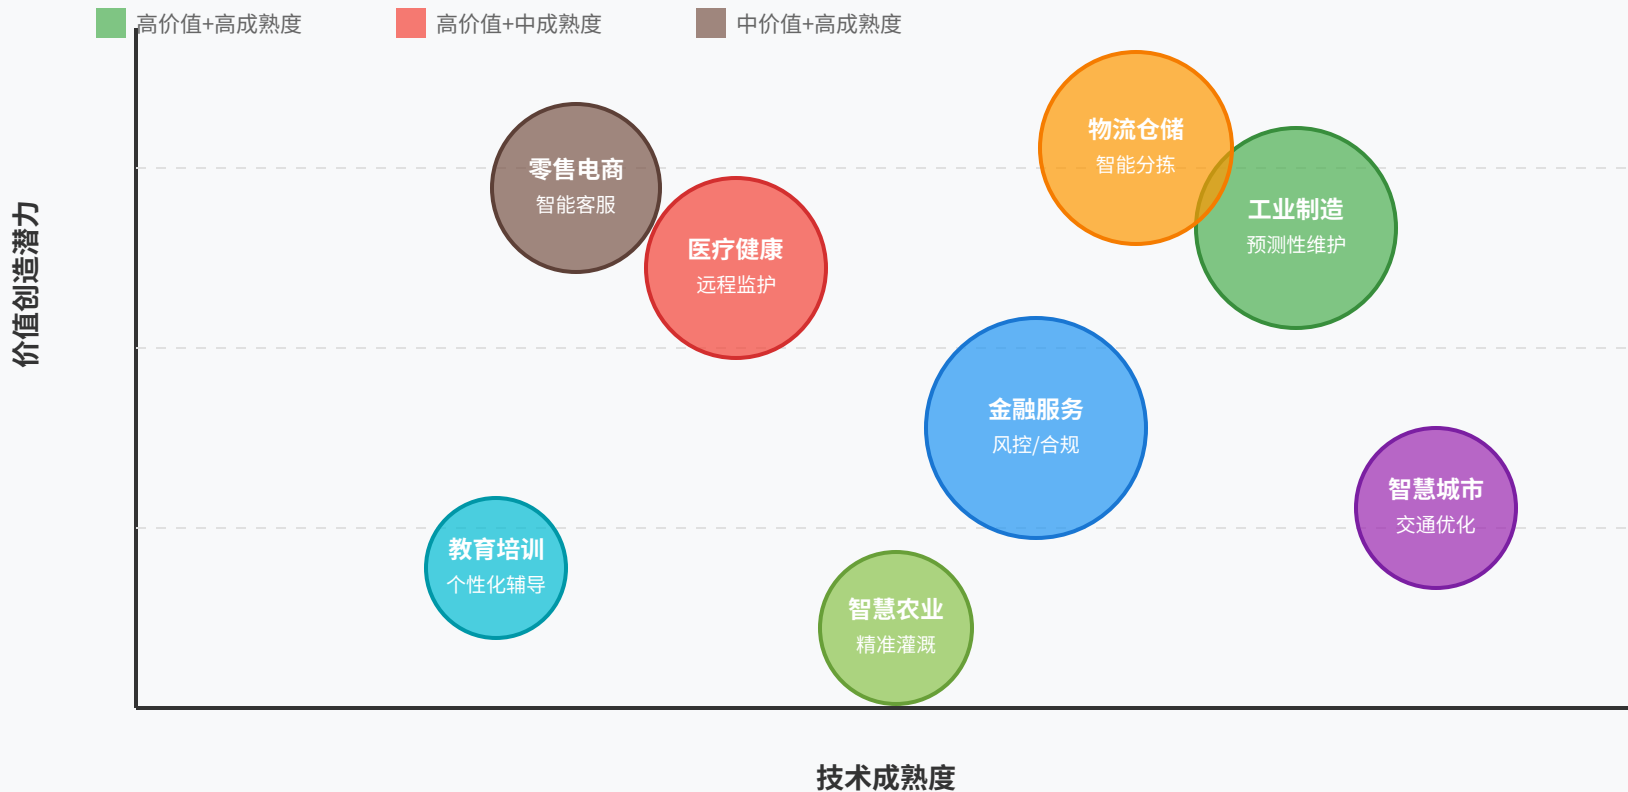 高价值+高成熟度
高价值+中成熟度
中价值+高成熟度
价值创造潜力
物流仓储
智能分拣
零售电商
智能客服
工业制造
预测性维护
医疗健康
远程监护
金融服务
风控/合规
智慧城市
交通优化
教育培训
个性化辅导
智慧农业
精准灌溉
技术成熟度